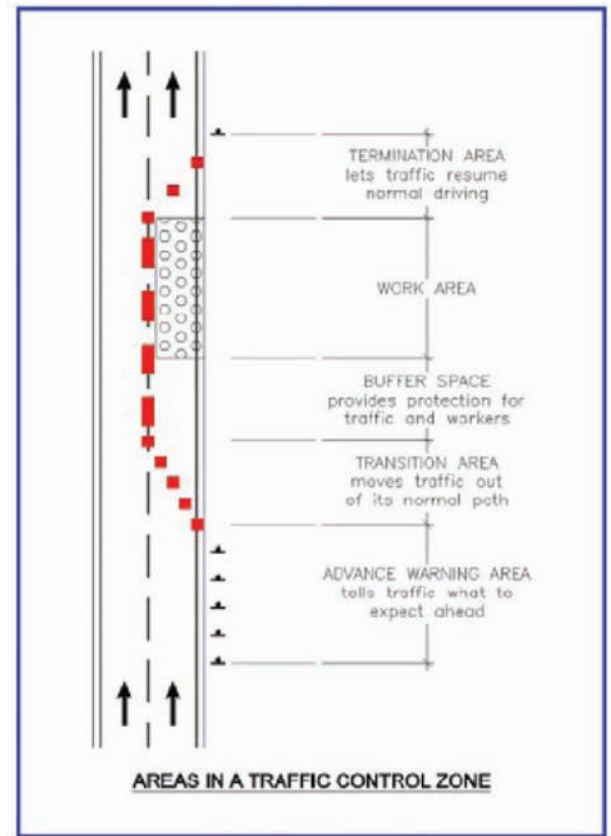 TERMINATION AREA
lets traffic resume
normal driving
WORK AREA
BUFFER SPACE
provides protection for
traffic and workers
TRANSITION AREA
moves traffic out
of its normal path
ADVANCE WARNING AREA
tells traffic what to
expect ahead
AREAS IN A TRAFFIC CONTROL ZONE